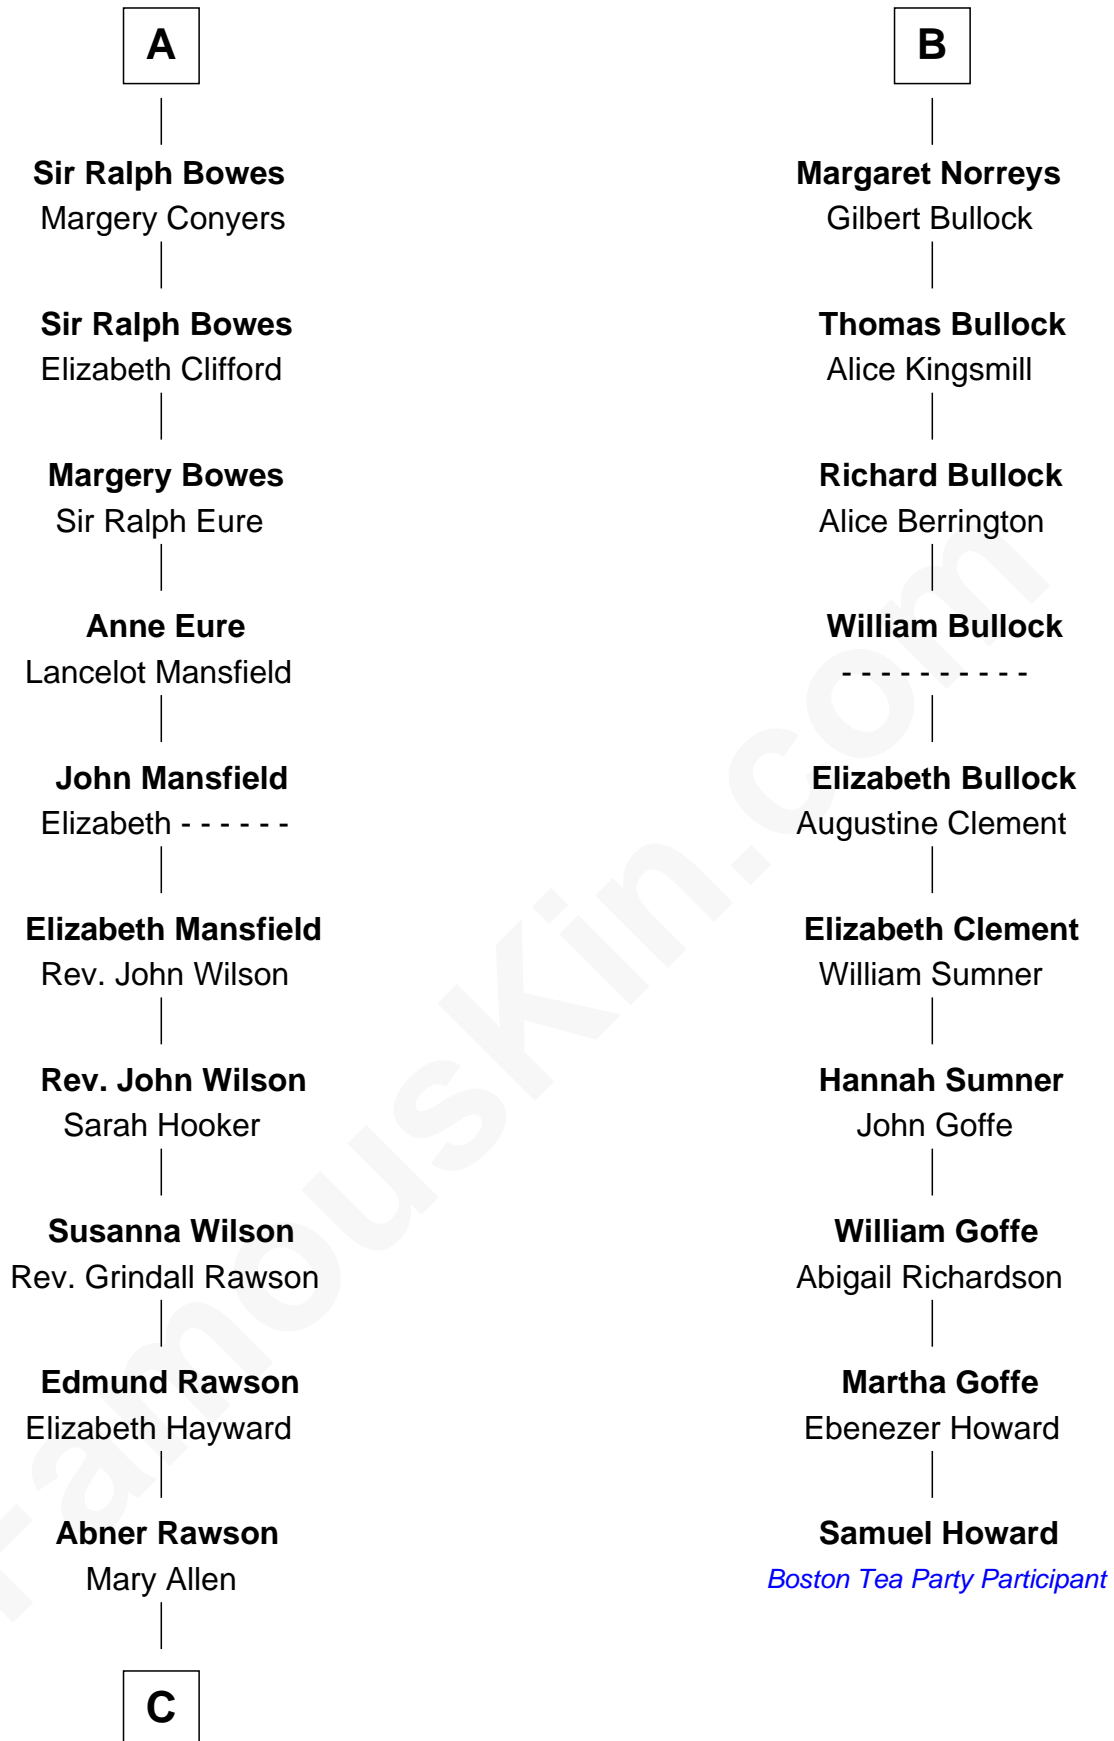 A
Sir Ralph Bowes
Margery Conyers
Sir Ralph Bowes
Elizabeth Clifford
Margery Bowes
Sir Ralph Eure
Anne Eure
Lancelot Mansfield
John Mansfield
Elizabeth - - - - - -
Elizabeth Mansfield
Rev. John Wilson
Rev. John Wilson
Sarah Hooker
Susanna Wilson
Rev. Grindall Rawson
Edmund Rawson
Elizabeth Hayward
Abner Rawson
Mary Allen
C
B
Margaret Norreys
Gilbert Bullock
Thomas Bullock
Alice Kingsmill
Richard Bullock
Alice Berrington
William Bullock
- - - - - - - - - -
Elizabeth Bullock
Augustine Clement
Elizabeth Clement
William Sumner
Hannah Sumner
John Goffe
William Goffe
Abigail Richardson
Martha Goffe
Ebenezer Howard
Samuel Howard
Boston Tea Party Participant
FamousKin.com